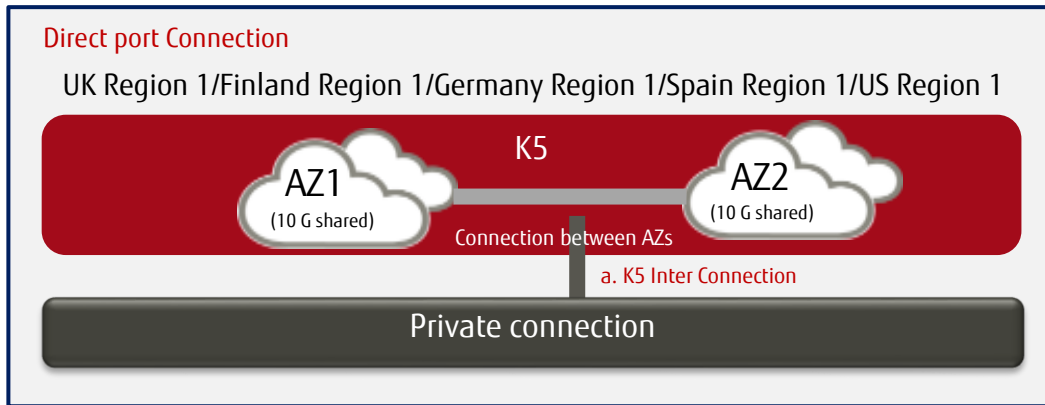 Direct port Connection
UK Region 1/Finland Region 1/Germany Region 1/Spain Region 1/US Region 1
K5
AZ1
(10 G shared)
AZ2
(10 G shared)
Connection between AZs
a. K5 Inter Connection
Private connection